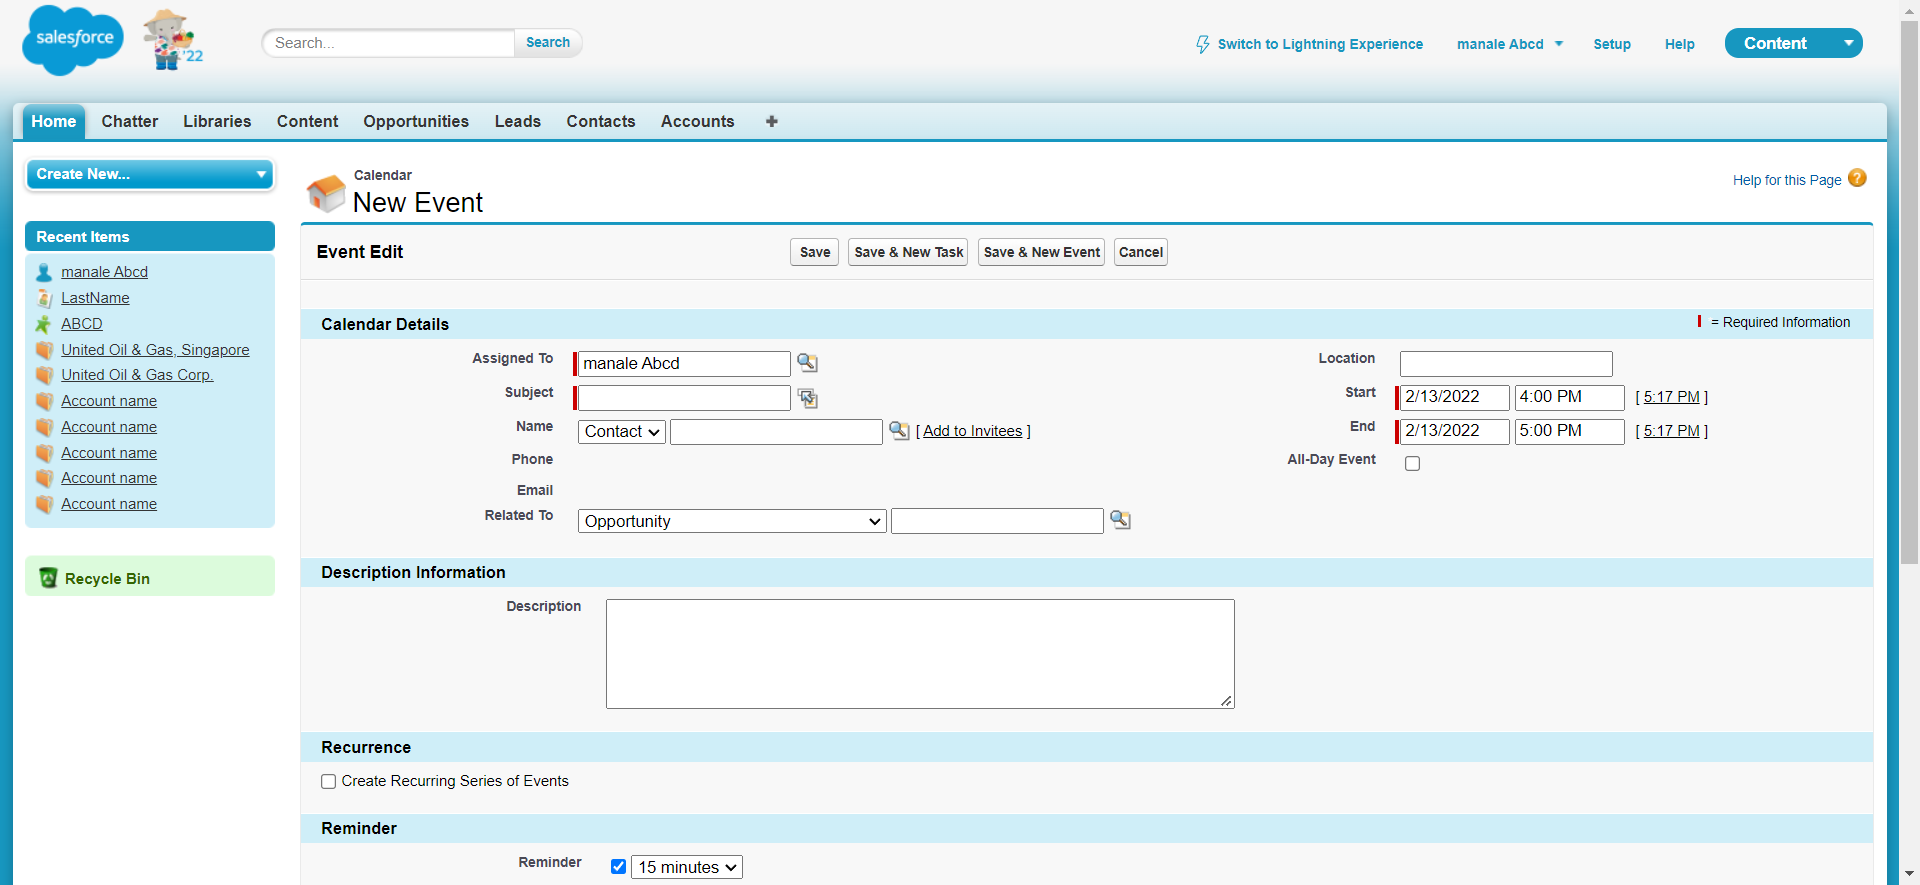 salesforce
'22
Search...
Search
Switch to Lightning Experience
manale Abcd
Setup
Help
Content
Home
Chatter
Libraries
Content
Opportunities
Leads
Contacts
Accounts
+
Create New...
Recent Items
manale Abcd
LastName
ABCD
United Oil & Gas, Singapore
United Oil & Gas Corp.
Account name
Account name
Account name
Account name
Account name
Recycle Bin
Calendar
New Event
Help for this Page ?
Event Edit
Save
Save & New Task
Save & New Event
Cancel
Calendar Details
= Required Information
Assigned To
manale Abcd
Location
Subject
Start
2/13/2022
4:00 PM
[ 5:17 PM ]
Name
Contact
[ Add to Invitees ]
End
2/13/2022
5:00 PM
[ 5:17 PM ]
Phone
All-Day Event
Email
Related To
Opportunity
Description Information
Description
Recurrence
Create Recurring Series of Events
Reminder
Reminder
15 minutes